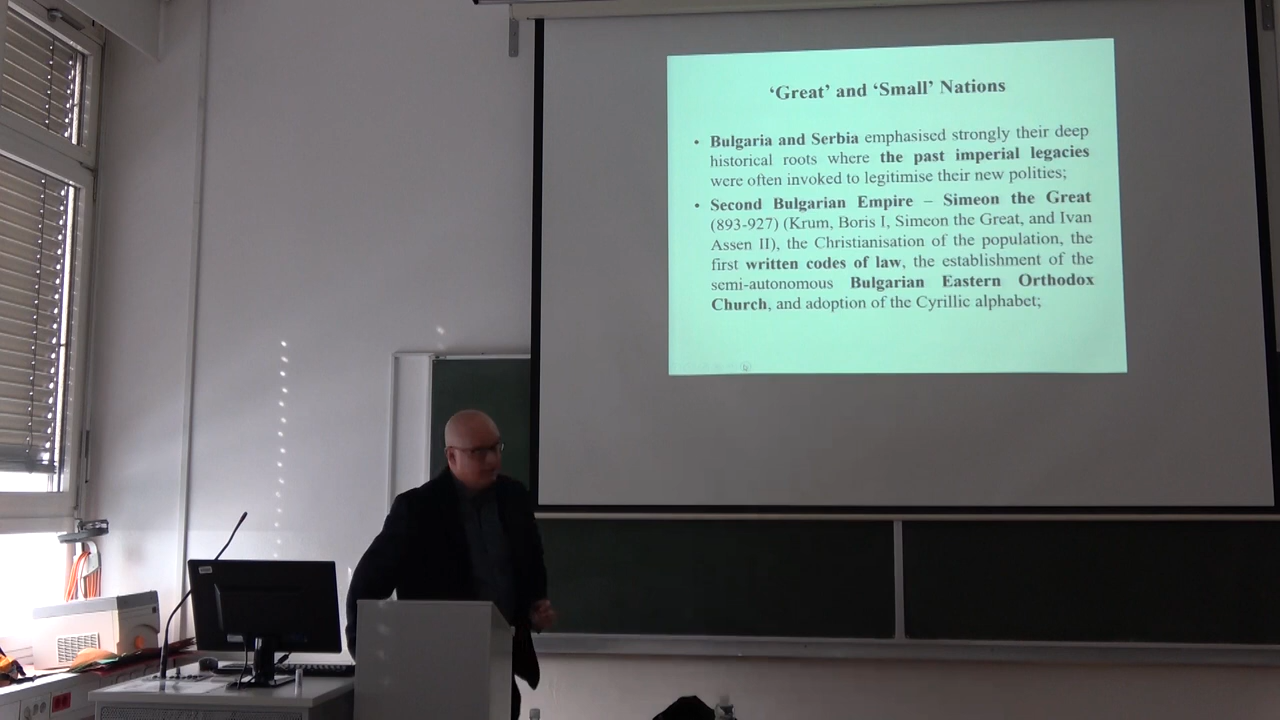 ‘Great’ and ‘Small’ Nations
• Bulgaria and Serbia emphasised strongly their deep
historical roots where the past imperial legacies
were often invoked to legitimise their new polities;
• Second Bulgarian Empire – Simeon the Great
(893-927) (Krum, Boris I, Simeon the Great, and Ivan
Assen II), the Christianisation of the population, the
first written codes of law, the establishment of the
semi-autonomous Bulgarian Eastern Orthodox
Church, and adoption of the Cyrillic alphabet;